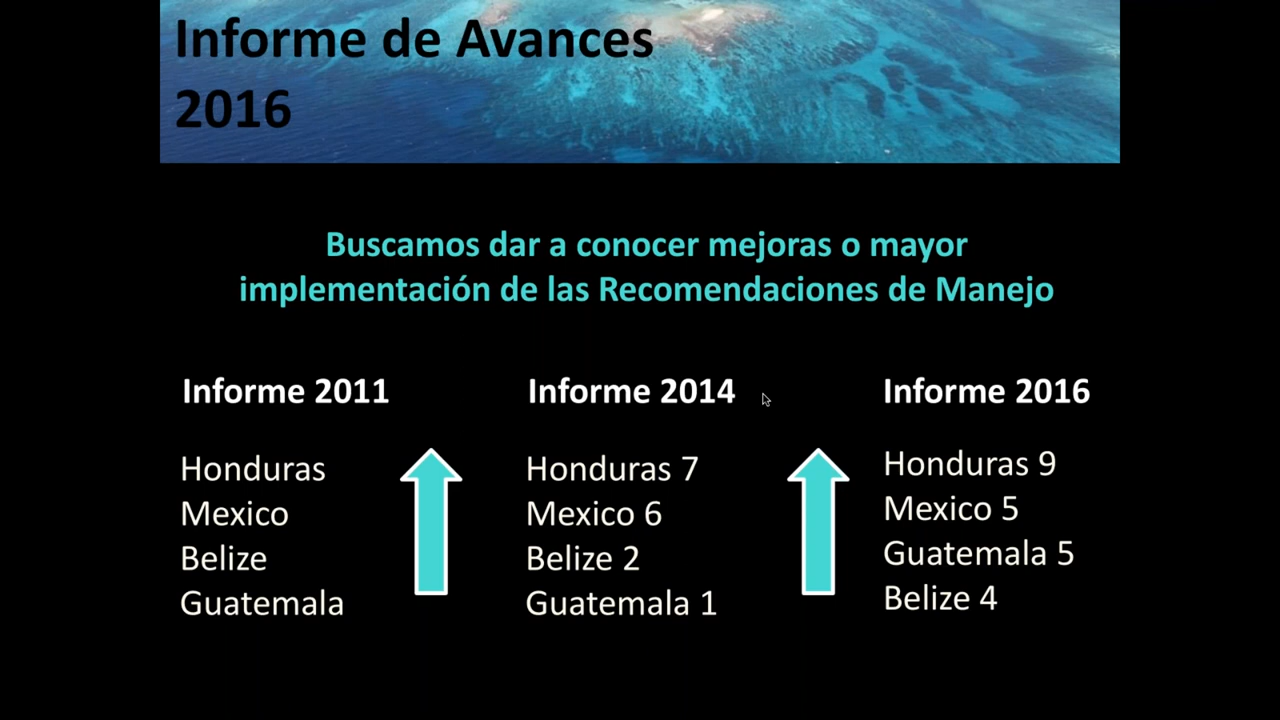 Informe de Avances
2016
Buscamos dar a conocer mejoras o mayor
implementación de las Recomendaciones de Manejo
Informe 2011
Honduras
Mexico
Belize
Guatemala
Informe 2014
Honduras 7
Mexico 6
Belize 2
Guatemala 1
Informe 2016
Honduras 9
Mexico 5
Guatemala 5
Belize 4